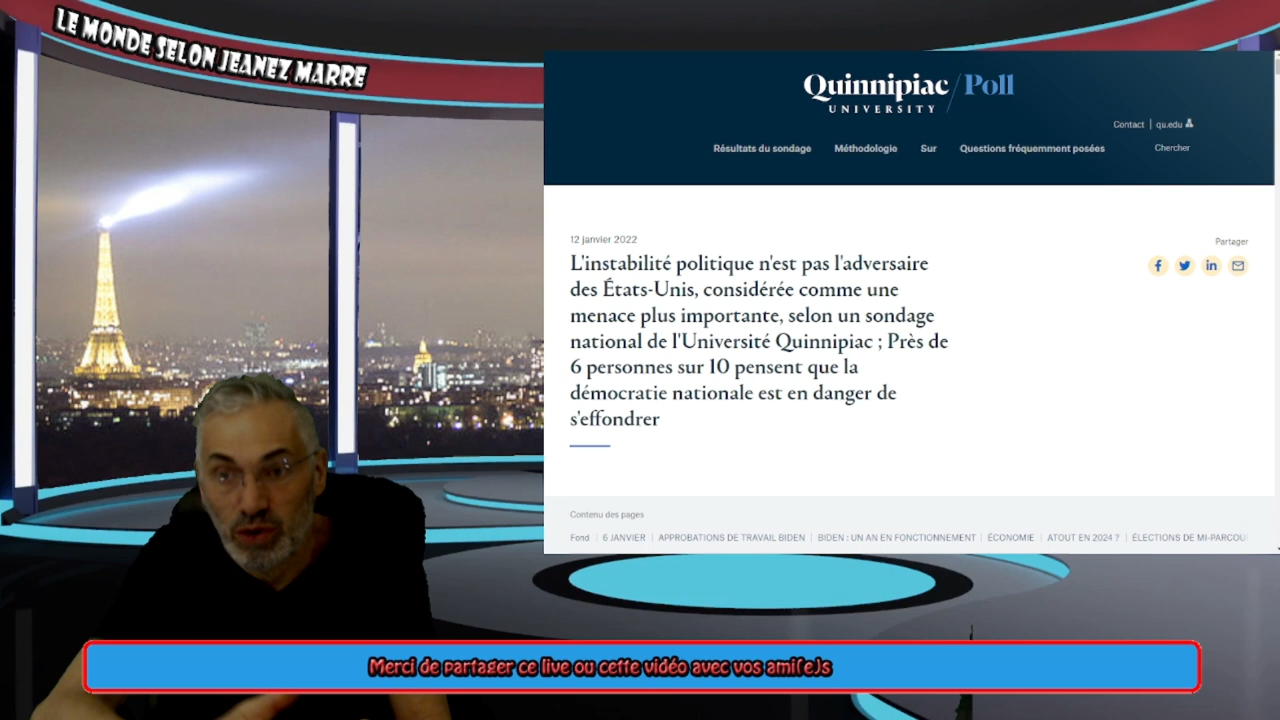 LE MONDE SELON JEANEZ MARRE
Quinnipiac / Poll
UNIVERSITY
Contact | qu.edu
Résultats du sondage Méthodologie Sur Questions fréquemment posées Chercher
12 janvier 2022
Partager
L'instabilité politique n'est pas l'adversaire
des États-Unis, considérée comme une
menace plus importante, selon un sondage
national de l'Université Quinnipiac ; Près de
6 personnes sur 10 pensent que la
démocratie nationale est en danger de
s'effondrer
Contenu des pages
Fond | 6 JANVIER | APPROBATIONS DE TRAVAIL BIDEN | BIDEN : UN AN EN FONCTIONNEMENT | ÉCONOMIE | ATOUT EN 2024 ? | ÉLECTIONS DE MI-PARCOU
Merci de partager ce live ou cette vidéo avec vos ami(e)s